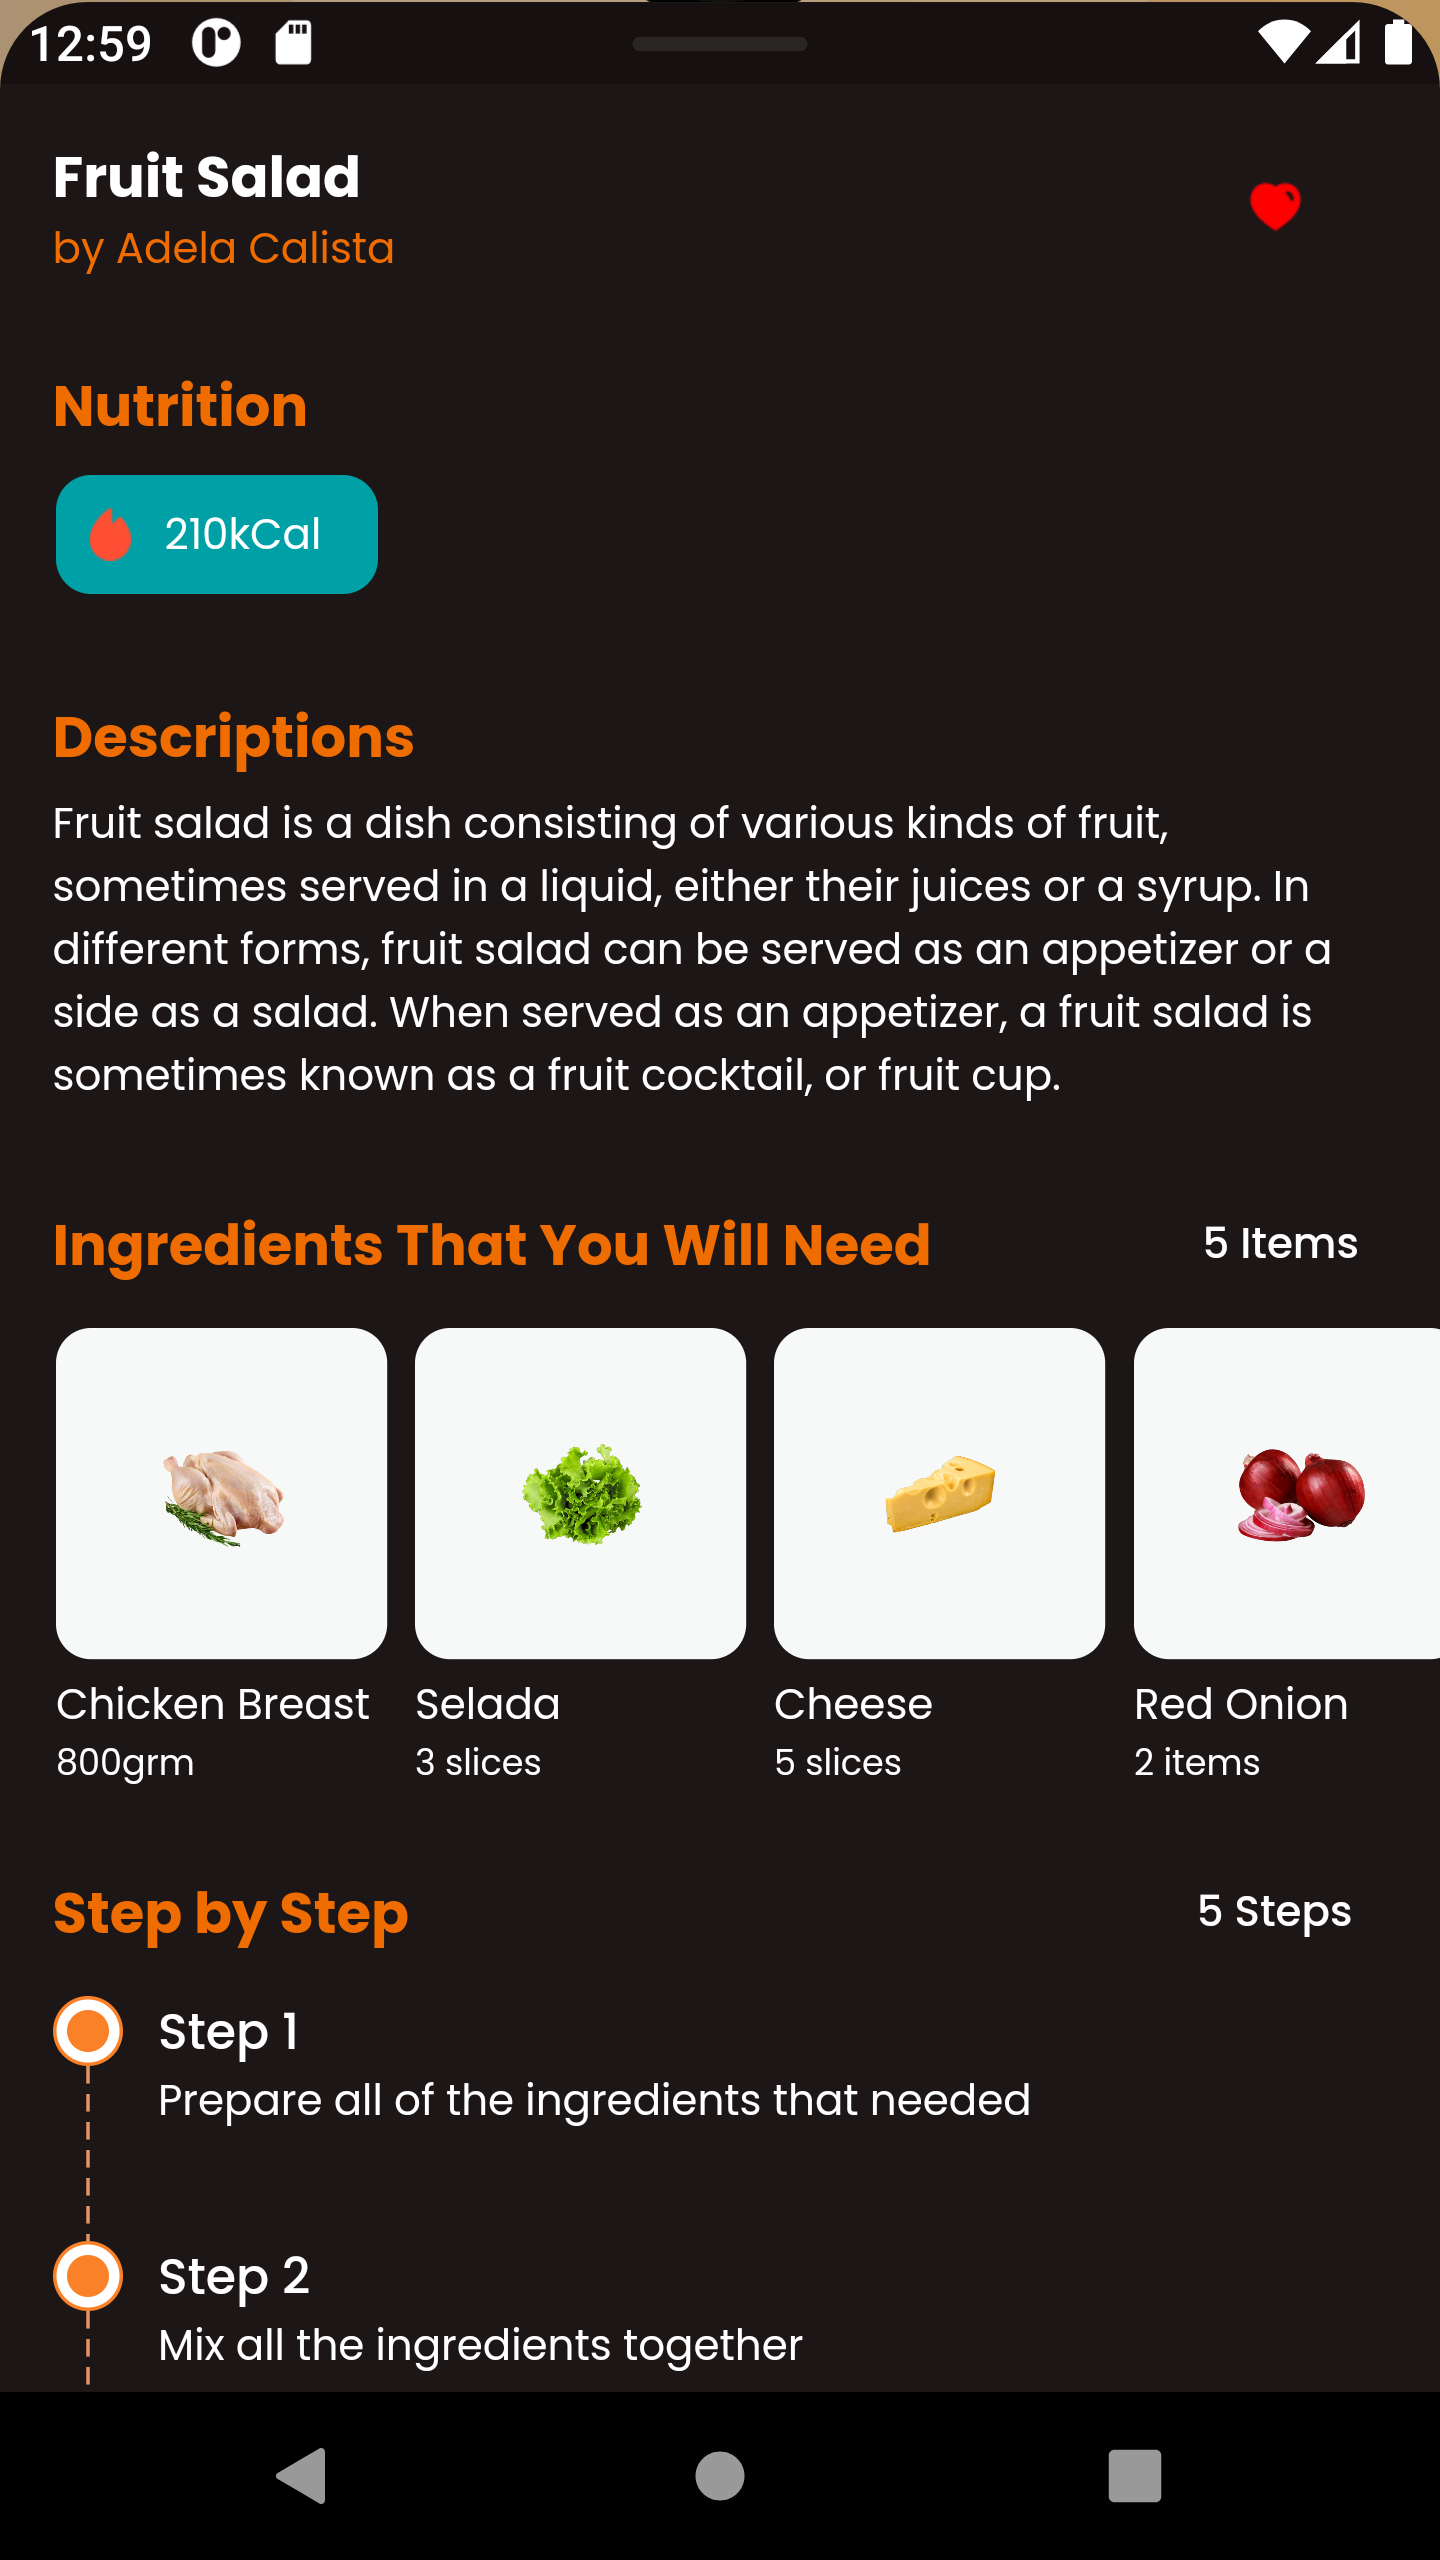 12:59
Fruit Salad
by Adela Calista
Nutrition
210kCal
Descriptions
Fruit salad is a dish consisting of various kinds of fruit,
sometimes served in a liquid, either their juices or a syrup. In
different forms, fruit salad can be served as an appetizer or a
side as a salad. When served as an appetizer, a fruit salad is
sometimes known as a fruit cocktail, or fruit cup.
Ingredients That You Will Need
5 Items
Chicken Breast
800grm
Selada
3 slices
Cheese
5 slices
Red Onion
2 items
Step by Step
5 Steps
Step 1
Prepare all of the ingredients that needed
Step 2
Mix all the ingredients together